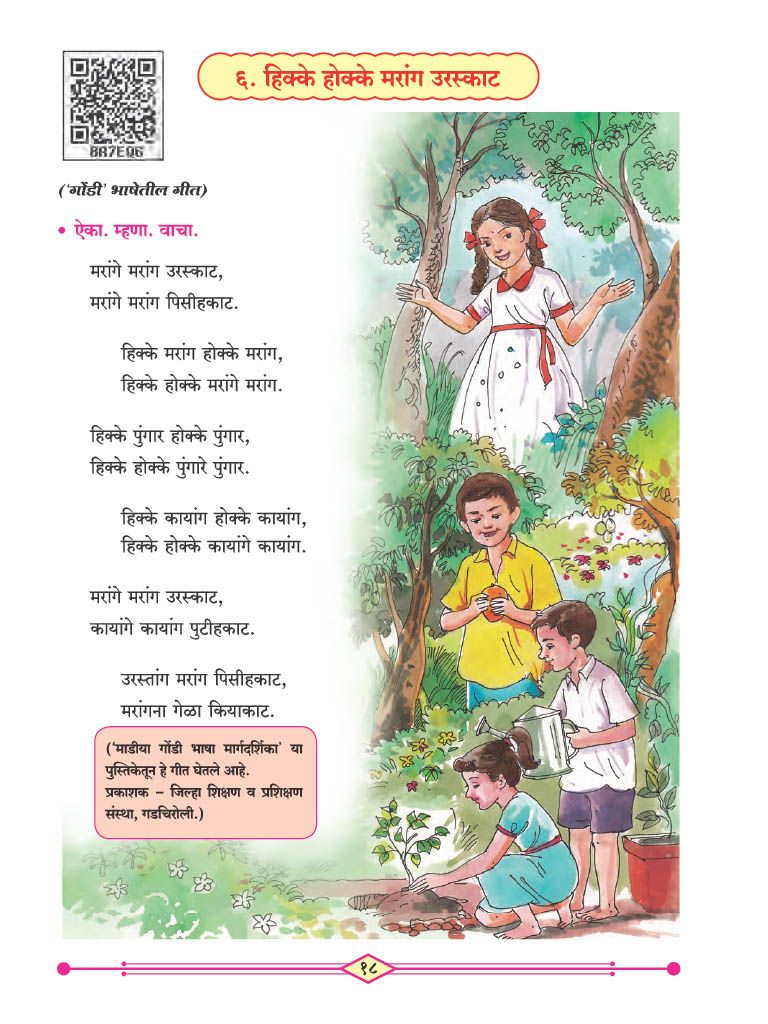 ६. हिक्के होक्के मरांग उरस्काट
8R7EQ6
('गोंडी' भाषेतील गीत)
• ऐका. म्हणा. वाचा.
मरांगे मरांग उरस्काट,
मरांगे मरांग पिसीहकाट.
हिक्के मरांग होक्के मरांग,
हिक्के होक्के मरांगे मरांग.
हिक्के पुंगार होक्के पुंगार,
हिक्के होक्के पुंगारे पुंगार.
हिक्के कायांग होक्के कायांग,
हिक्के होक्के कायांगे कायांग.
मरांगे मरांग उरस्काट,
कायांगे कायांग पुटीहकाट.
उरस्तांग मरांग पिसीहकाट,
मरांगना गेळा कियाकाट.
('माडीया गोंडी भाषा मार्गदर्शिका' या
पुस्तिकेतून हे गीत घेतले आहे.
प्रकाशक – जिल्हा शिक्षण व प्रशिक्षण
संस्था, गडचिरोली.)
१८